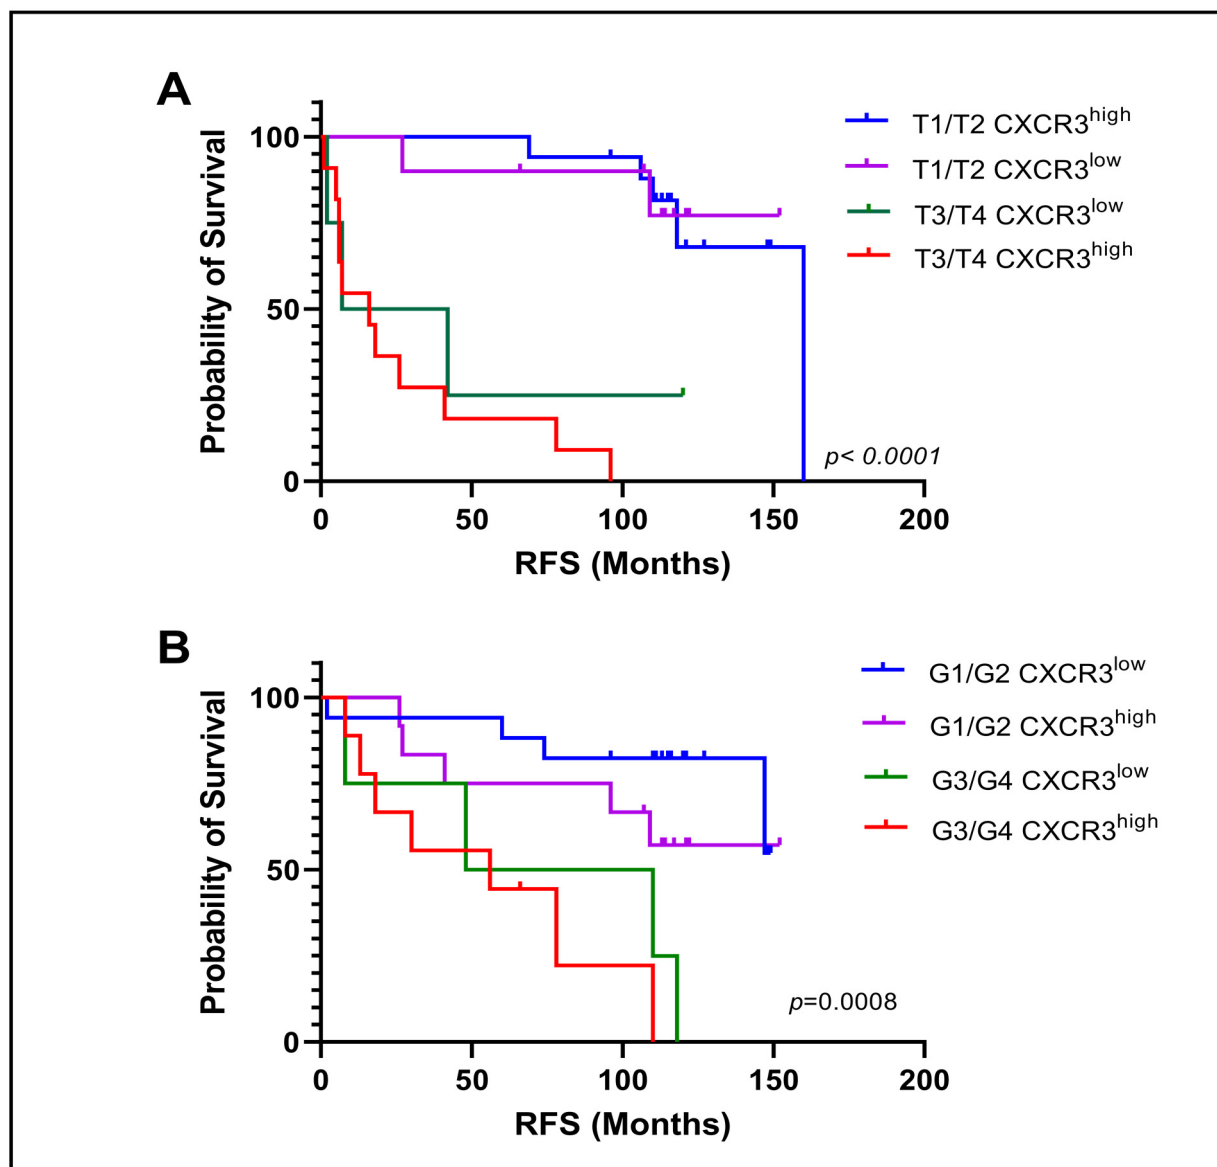 A
Probability of Survival
100
50
0
0 50 100 150 200
RFS (Months)
T1/T2 CXCR3high
T1/T2 CXCR3low
T3/T4 CXCR3low
T3/T4 CXCR3high
p< 0.0001
B
Probability of Survival
100
50
0
0 50 100 150 200
RFS (Months)
G1/G2 CXCR3low
G1/G2 CXCR3high
G3/G4 CXCR3low
G3/G4 CXCR3high
p=0.0008